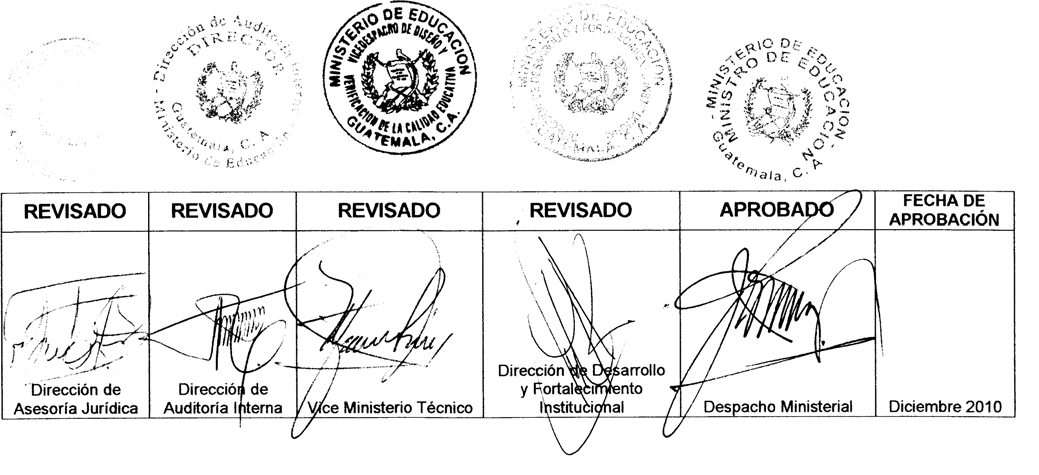 - Dirección de Auditoría
DIRECTOR
Guatemala, C. A
Ministerio de Educación
MINISTERIO DE EDUCACION
VICEDESPACHO DE DISEÑO Y
VERIFICACION DE LA CALIDAD EDUCATIVA
GUATEMALA, C.A.
- MINISTERIO DE EDUCACION -
MINISTRO DE EDUCACION
Guatemala, C. A
REVISADO REVISADO REVISADO REVISADO APROBADO FECHA DE
APROBACIÓN
Dirección de
Asesoría Jurídica
Dirección de
Auditoría Interna
Vice Ministerio Técnico
Dirección de Desarrollo
y Fortalecimiento
Institucional
Despacho Ministerial
Diciembre 2010